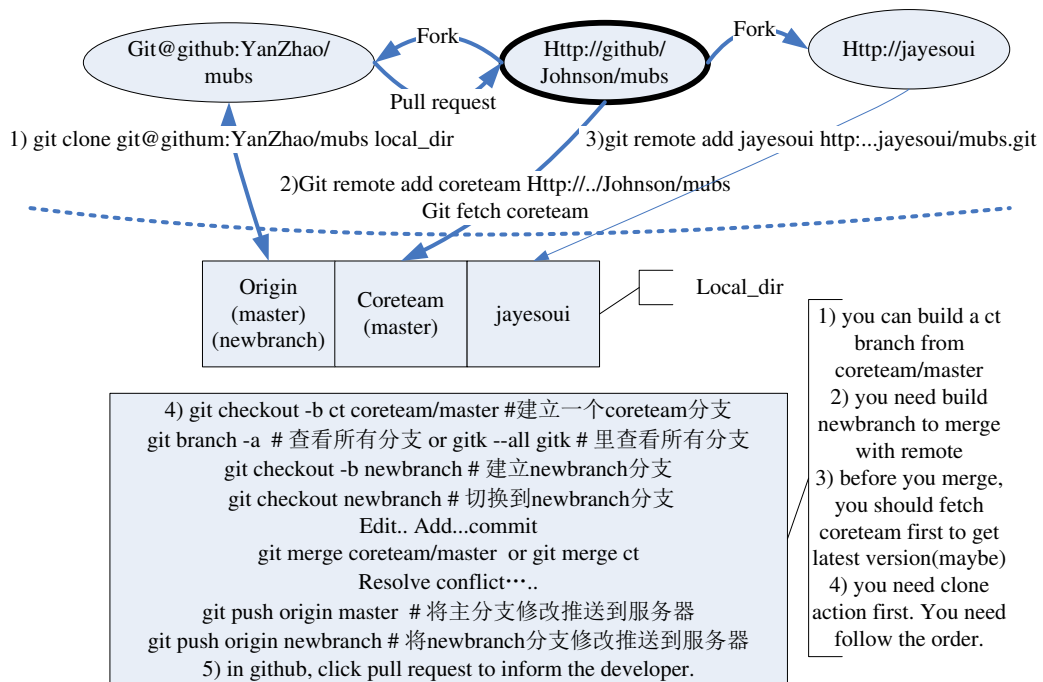 Git@github:YanZhao/
mubs
Fork
Http://github/
Johnson/mubs
Fork
Http://jayesoui
Pull request
1) git clone git@githum:YanZhao/mubs local_dir
3)git remote add jayesoui http:...jayesoui/mubs.git
2)Git remote add coreteam Http://../Johnson/mubs
Git fetch coreteam
Origin
(master)
(newbranch)
Coreteam
(master)
jayesoui
Local_dir
4) git checkout -b ct coreteam/master #建立一个coreteam分支
git branch -a # 查看所有分支 or gitk --all gitk # 里查看所有分支
git checkout -b newbranch # 建立newbranch分支
git checkout newbranch # 切换到newbranch分支
Edit.. Add...commit
git merge coreteam/master or git merge ct
Resolve conflict…..
git push origin master # 将主分支修改推送到服务器
git push origin newbranch # 将newbranch分支修改推送到服务器
5) in github, click pull request to inform the developer.
1) you can build a ct
branch from
coreteam/master
2) you need build
newbranch to merge
with remote
3) before you merge,
you should fetch
coreteam first to get
latest version(maybe)
4) you need clone
action first. You need
follow the order.